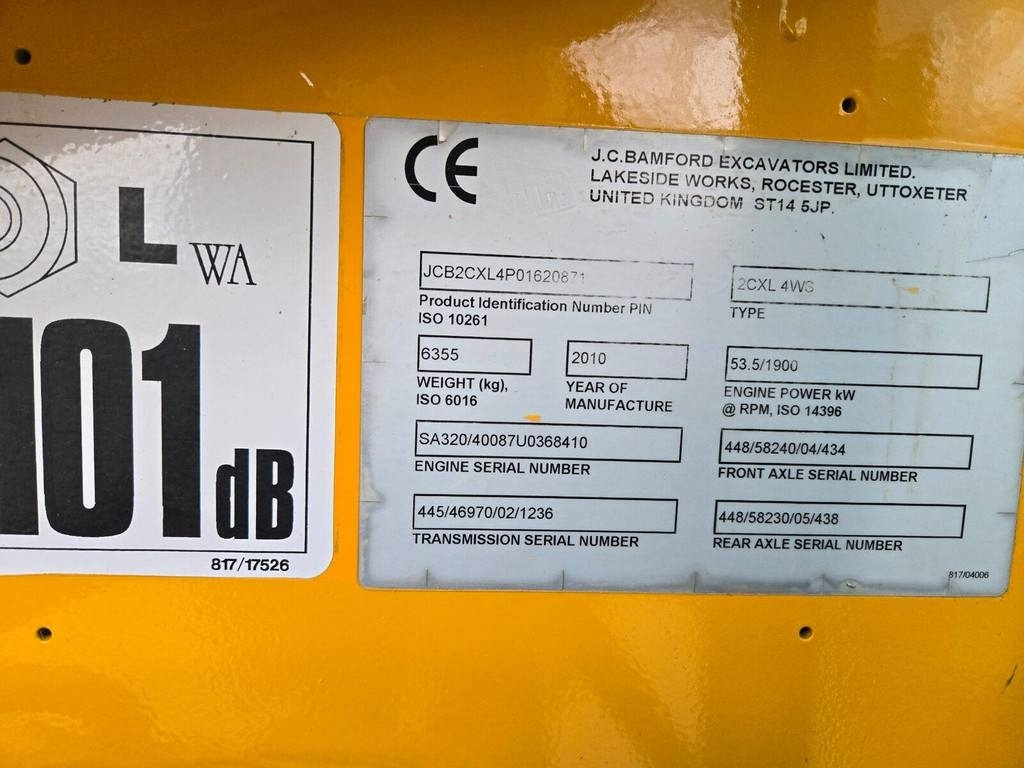 L WA
101 dB
817/17526
CE
J.C.BAMFORD EXCAVATORS LIMITED.
LAKESIDE WORKS, ROCESTER, UTTOXETER
UNITED KINGDOM ST14 5JP.
JCB2CXL4P01620871
Product Identification Number PIN
ISO 10261
2CXL 4WS
TYPE
6355
WEIGHT (kg),
ISO 6016
2010
YEAR OF
MANUFACTURE
53.5/1900
ENGINE POWER kW
@ RPM, ISO 14396
SA320/40087U0368410
ENGINE SERIAL NUMBER
448/58240/04/434
FRONT AXLE SERIAL NUMBER
445/46970/02/1236
TRANSMISSION SERIAL NUMBER
448/58230/05/438
REAR AXLE SERIAL NUMBER
817/04006